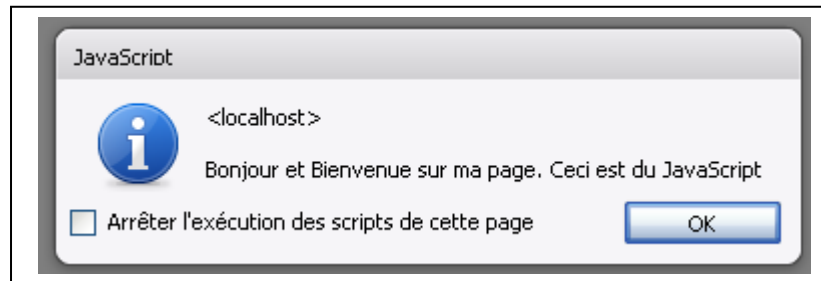 JavaScript
<localhost>
Bonjour et Bienvenue sur ma page. Ceci est du JavaScript
Arrêter l'exécution des scripts de cette page
OK